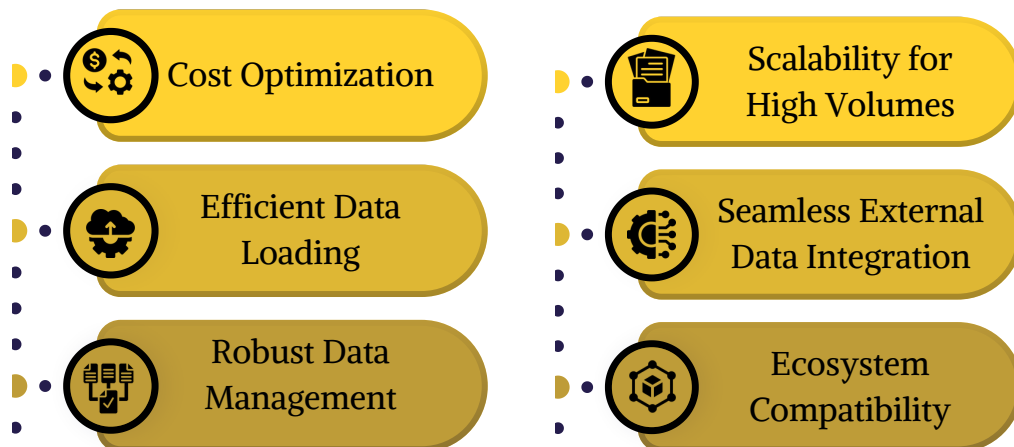 Cost Optimization
Efficient Data
Loading
Robust Data
Management
Scalability for
High Volumes
Seamless External
Data Integration
Ecosystem
Compatibility